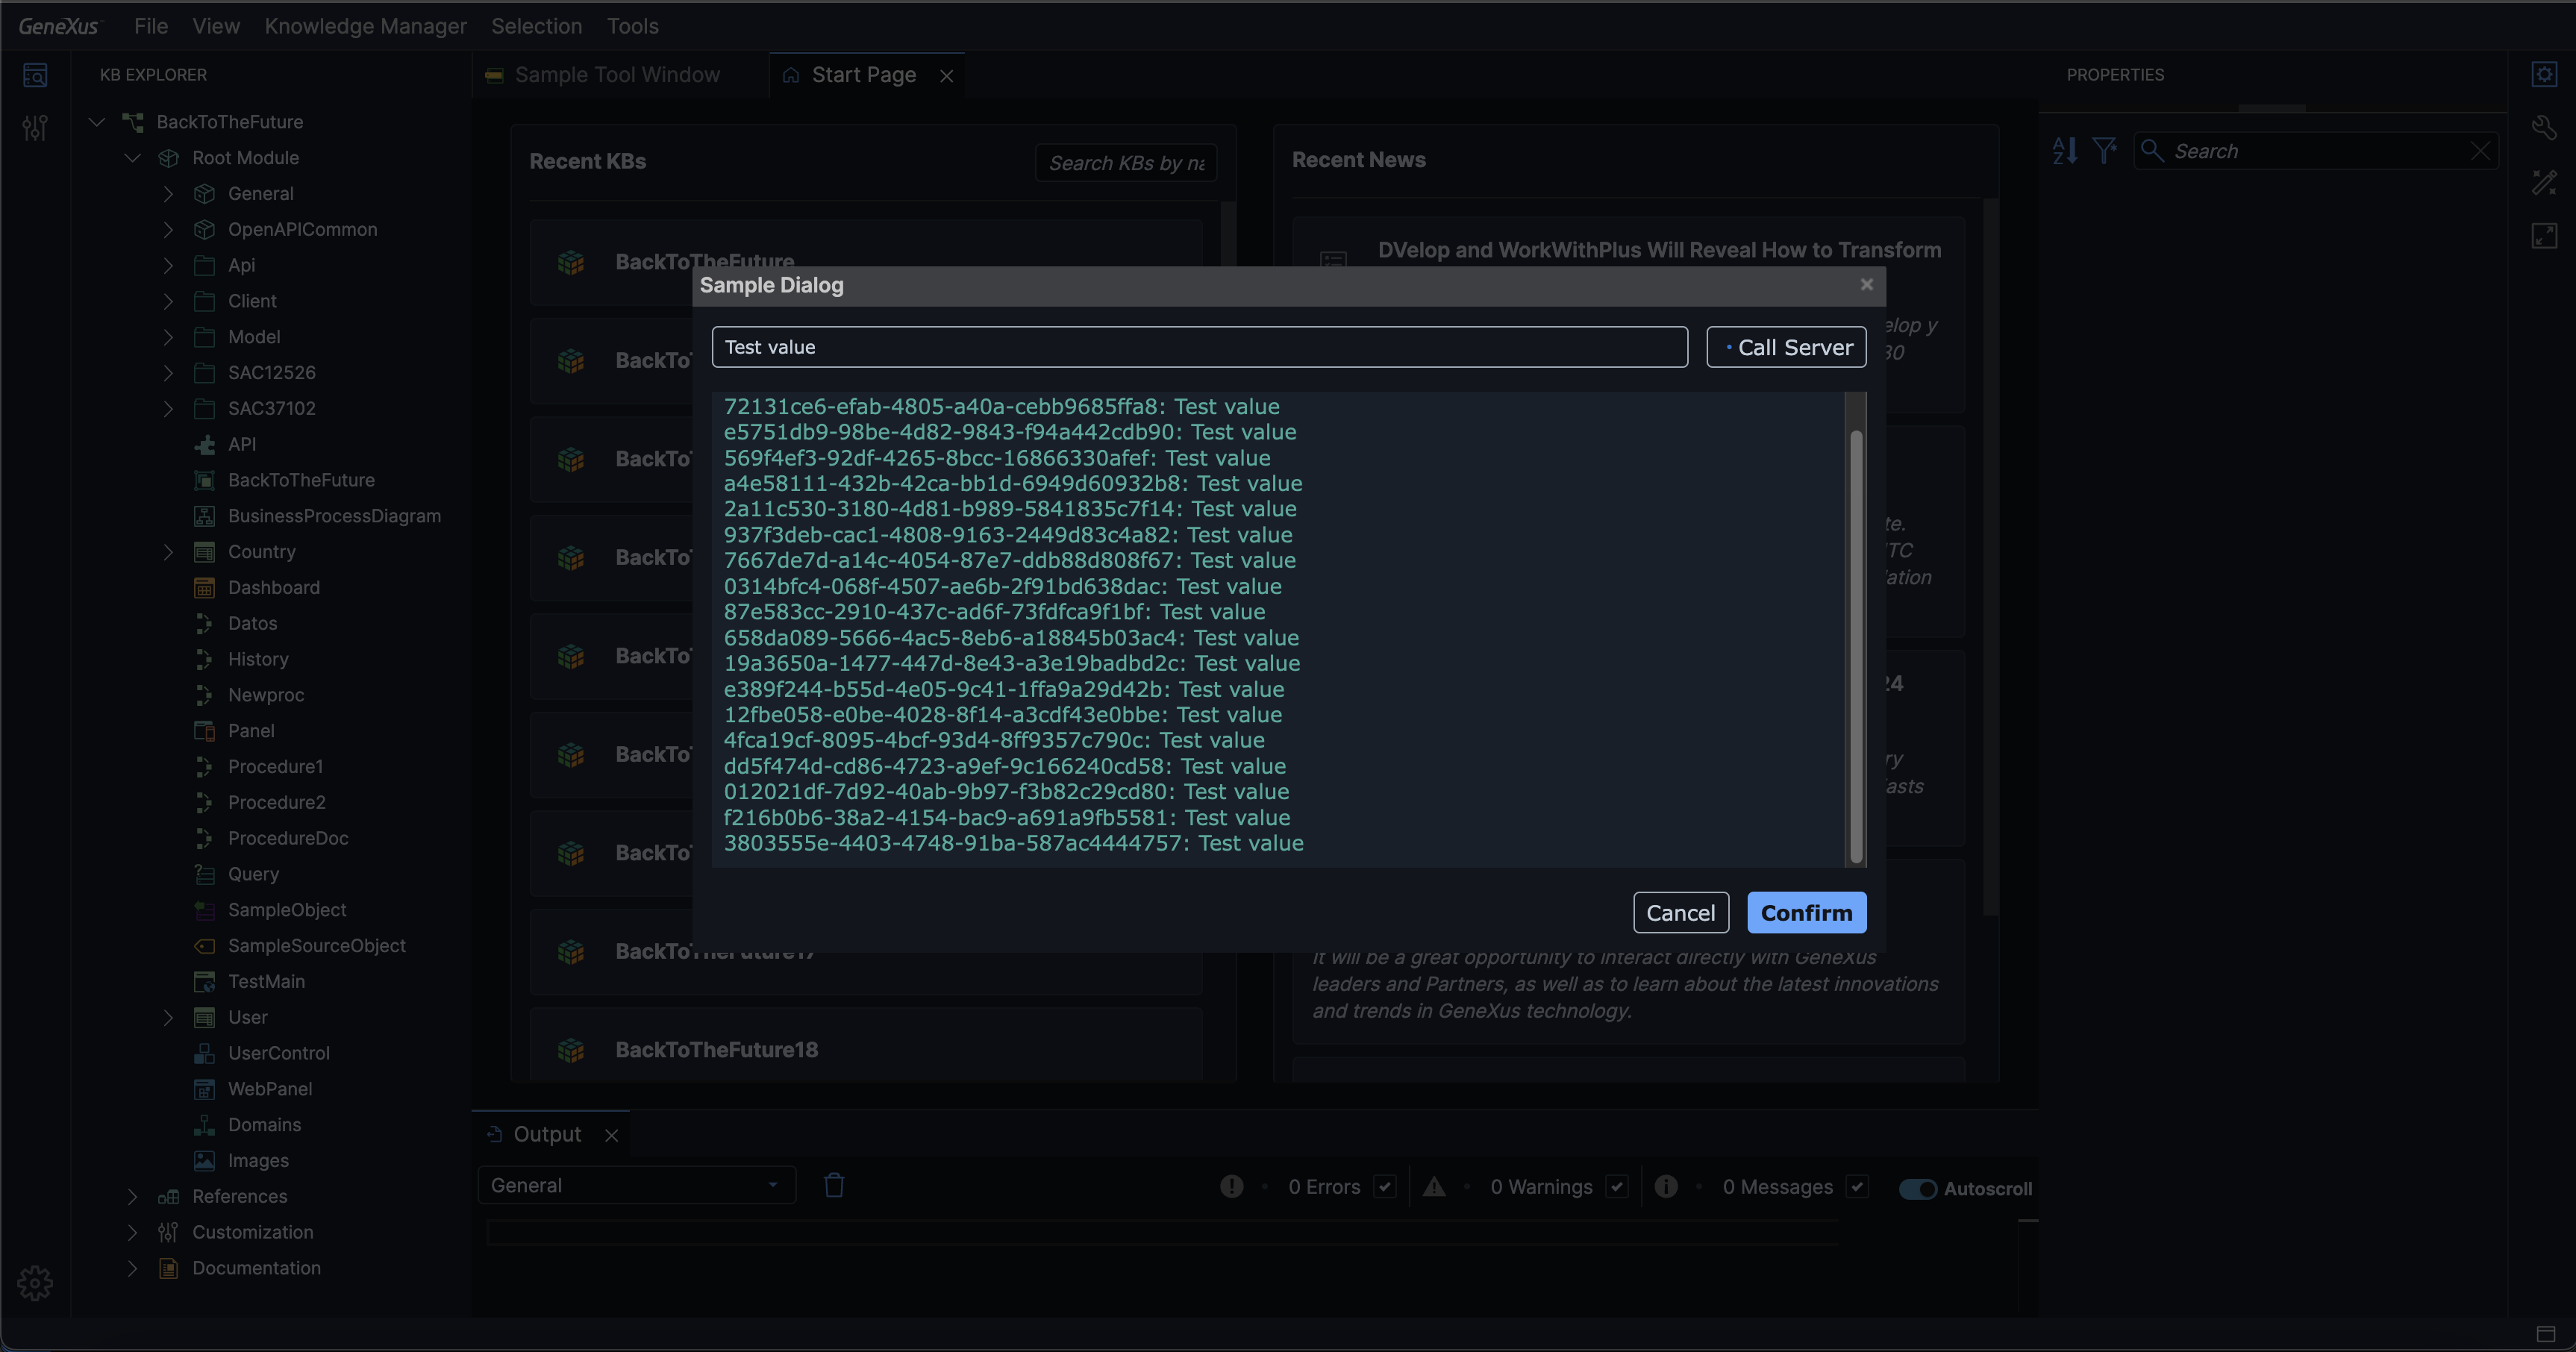 GeneXus File View Knowledge Manager Selection Tools
KB EXPLORER
BackToTheFuture
Root Module
General
OpenAPICommon
Api
Client
Model
SAC12526
SAC37102
API
BackToTheFuture
BusinessProcessDiagram
Country
Dashboard
Datos
History
Newproc
Panel
Procedure1
Procedure2
ProcedureDoc
Query
SampleObject
SampleSourceObject
TestMain
User
UserControl
WebPanel
Domains
Images
References
Customization
Documentation
Sample Tool Window
Start Page
Recent KBs
Search KBs by na
BackToTheFuture
BackTo
BackTo
BackTo
BackTo
BackTo
BackTo
BackToTheFuture17
BackToTheFuture18
Recent News
DVelop and WorkWithPlus Will Reveal How to Transform
elop y
30
te.
TC
lation
24
ry
asts
It will be a great opportunity to interact directly with GeneXus
leaders and Partners, as well as to learn about the latest innovations
and trends in GeneXus technology.
Sample Dialog
Test value
Call Server
72131ce6-efab-4805-a40a-cebb9685ffa8: Test value
e5751db9-98be-4d82-9843-f94a442cdb90: Test value
569f4ef3-92df-4265-8bcc-16866330afef: Test value
a4e58111-432b-42ca-bb1d-6949d60932b8: Test value
2a11c530-3180-4d81-b989-5841835c7f14: Test value
937f3deb-cac1-4808-9163-2449d83c4a82: Test value
7667de7d-a14c-4054-87e7-ddb88d808f67: Test value
0314bfc4-068f-4507-ae6b-2f91bd638dac: Test value
87e583cc-2910-437c-ad6f-73fdfca9f1bf: Test value
658da089-5666-4ac5-8eb6-a18845b03ac4: Test value
19a3650a-1477-447d-8e43-a3e19badbd2c: Test value
e389f244-b55d-4e05-9c41-1ffa9a29d42b: Test value
12fbe058-e0be-4028-8f14-a3cdf43e0bbe: Test value
4fca19cf-8095-4bcf-93d4-8ff9357c790c: Test value
dd5f474d-cd86-4723-a9ef-9c166240cd58: Test value
012021df-7d92-40ab-9b97-f3b82c29cd80: Test value
f216b0b6-38a2-4154-bac9-a691a9fb5581: Test value
3803555e-4403-4748-91ba-587ac4444757: Test value
Cancel
Confirm
Output
General
0 Errors
0 Warnings
0 Messages
Autoscroll
PROPERTIES
Search